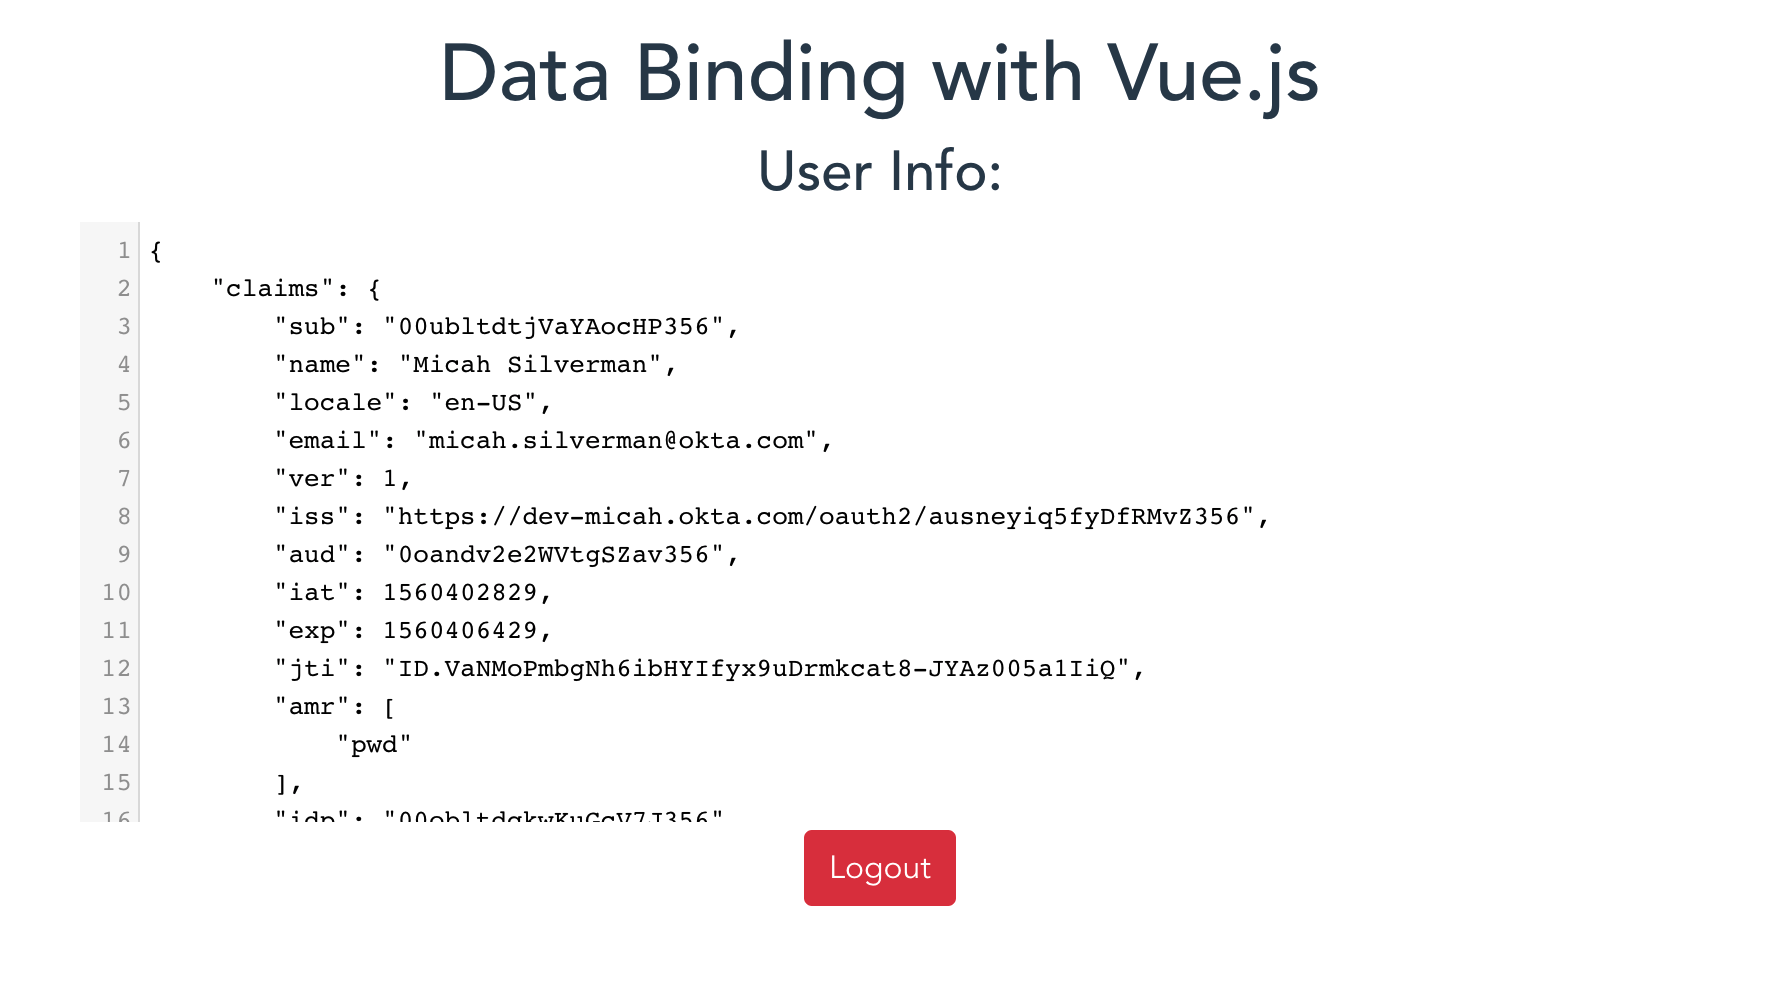 Data Binding with Vue.js
User Info:
1 {
2     "claims": {
3         "sub": "00ubltdtjVaYAocHP356",
4         "name": "Micah Silverman",
5         "locale": "en-US",
6         "email": "micah.silverman@okta.com",
7         "ver": 1,
8         "iss": "https://dev-micah.okta.com/oauth2/ausneyiq5fyDfRMvZ356",
9         "aud": "0oandv2e2WVtgSZav356",
10         "iat": 1560402829,
11         "exp": 1560406429,
12         "jti": "ID.VaNMoPmbgNh6ibHYIfyx9uDrmkcat8-JYAz005a1IiQ",
13         "amr": [
14             "pwd"
15         ],
16         "idp":
Logout